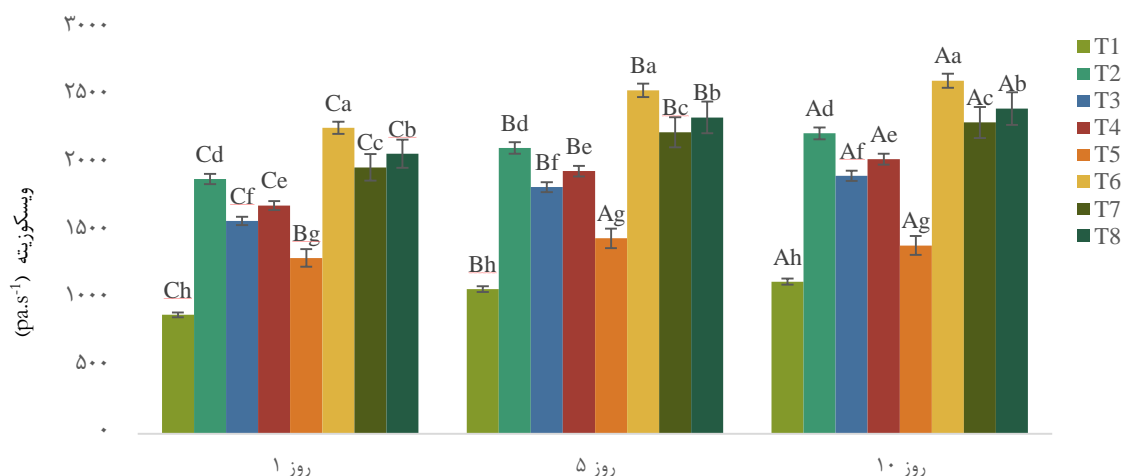 ۳۰۰۰
۲۵۰۰
۲۰۰۰
۱۵۰۰
۱۰۰۰
۵۰۰
۰
ویسکوزیته (pa.s-1)
Ch Cd Cf Ce Bg Ca Cc Cb
Bh Bd Bf Be Ag Ba Bc Bb
Ah Ad Af Ae Ag Aa Ac Ab
روز ۱
روز ۵
روز ۱۰
T1
T2
T3
T4
T5
T6
T7
T8